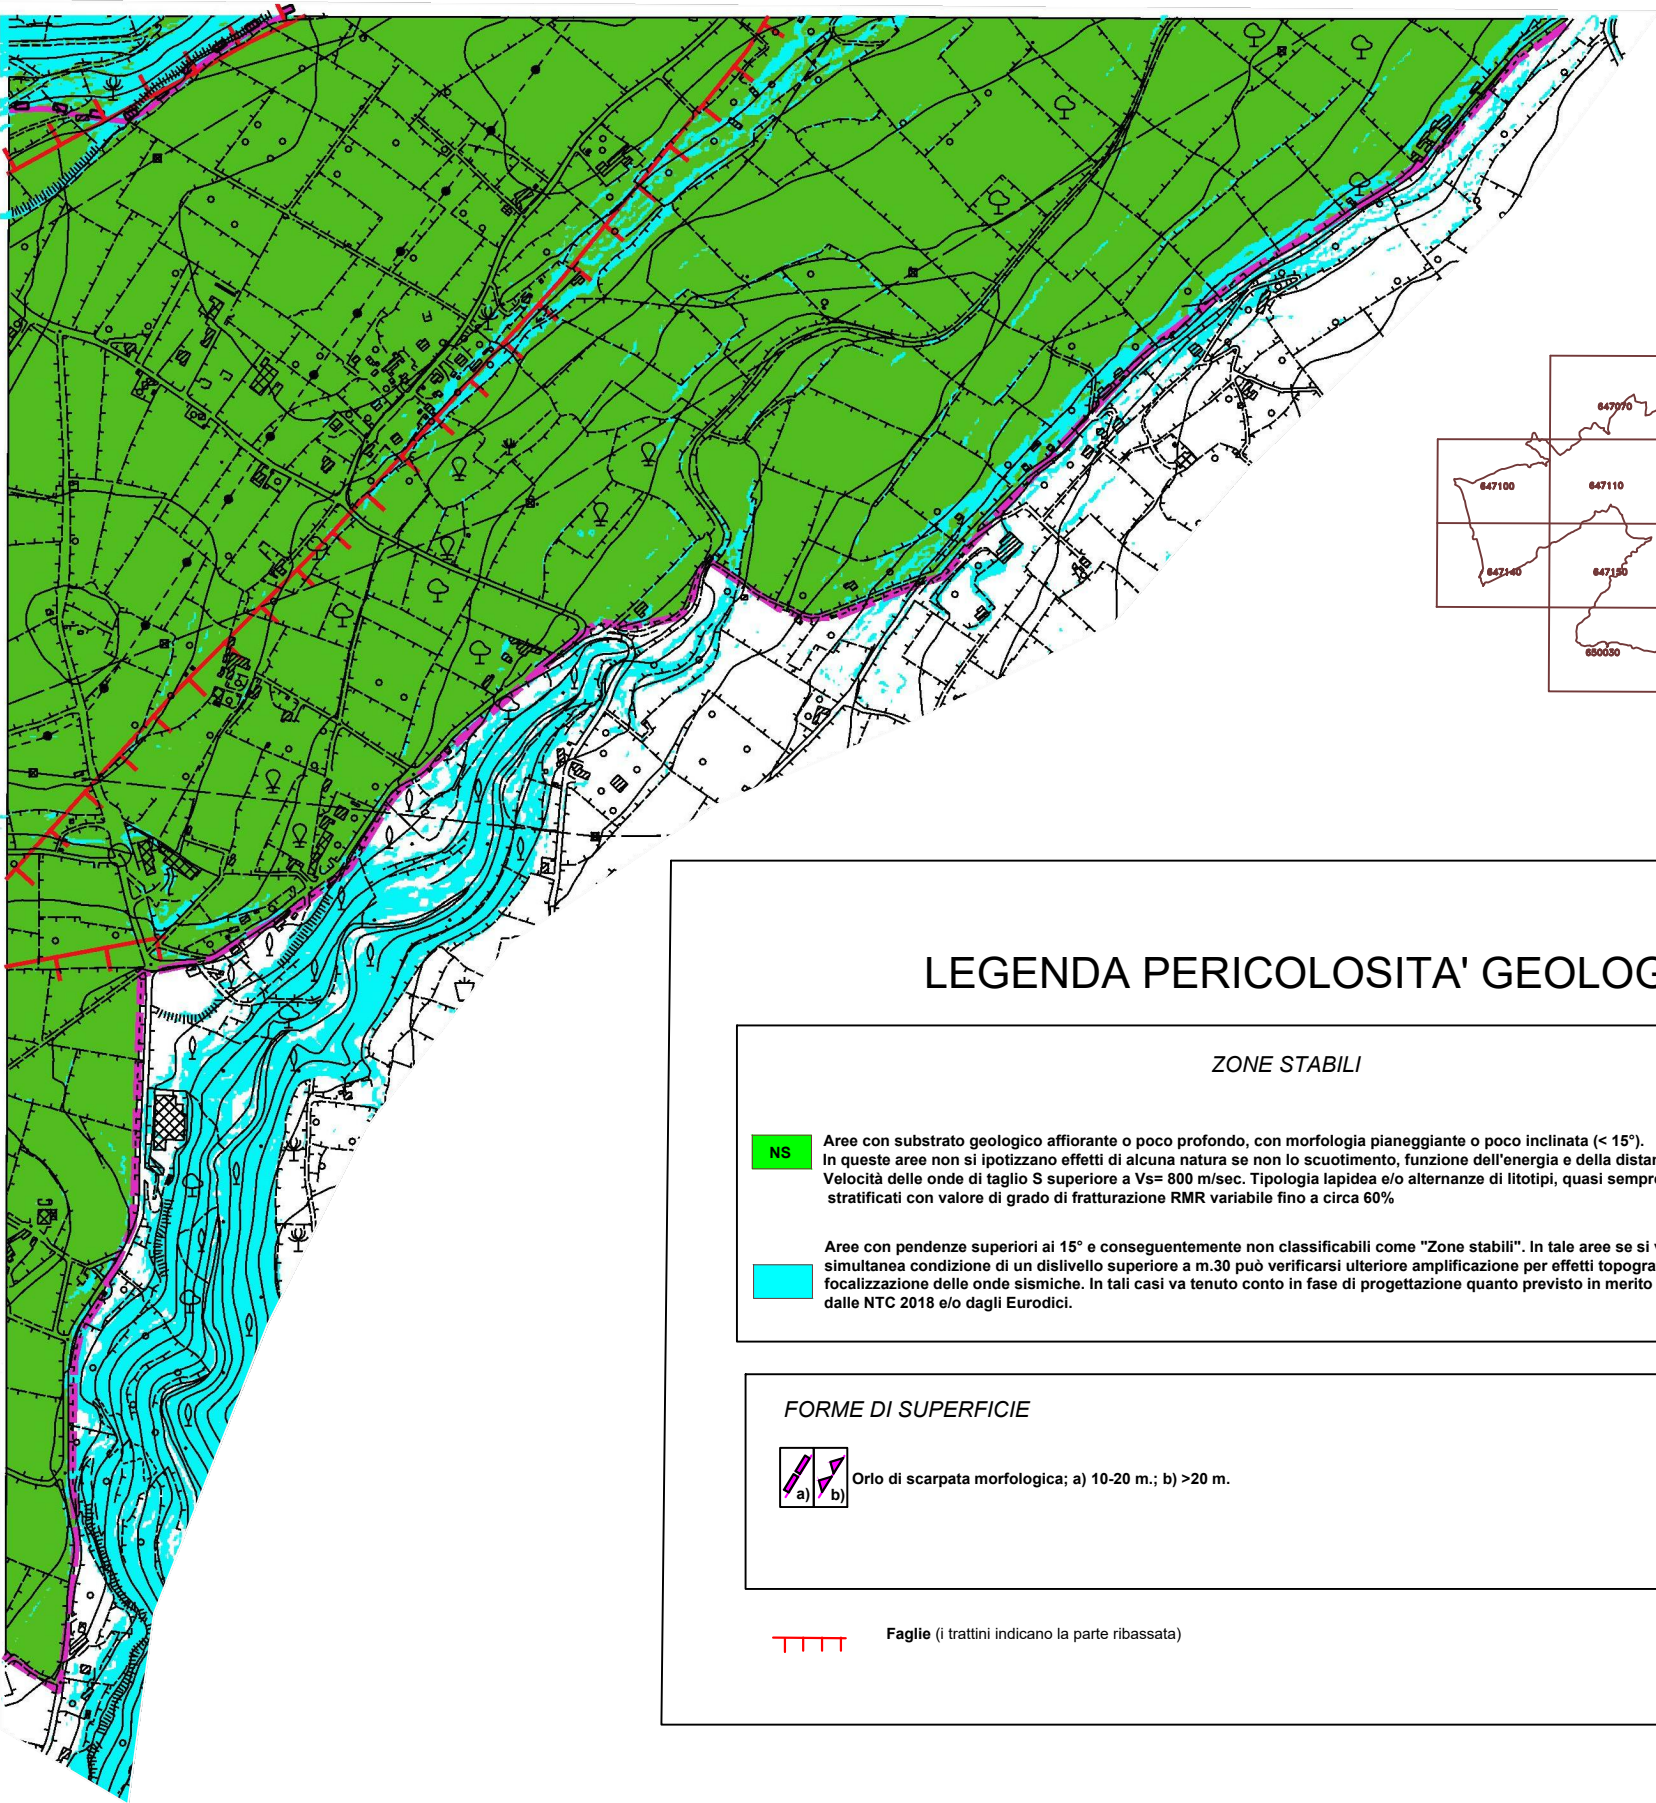 647070
647100
647110
647140
647150
650030
LEGENDA PERICOLOSITA' GEOLOG
ZONE STABILI
NS
Aree con substrato geologico affiorante o poco profondo, con morfologia pianeggiante o poco inclinata (< 15°).
In queste aree non si ipotizzano effetti di alcuna natura se non lo scuotimento, funzione dell'energia e della distan
Velocità delle onde di taglio S superiore a Vs= 800 m/sec. Tipologia lapidea e/o alternanze di litotipi, quasi sempre
stratificati con valore di grado di fratturazione RMR variabile fino a circa 60%
Aree con pendenze superiori ai 15° e conseguentemente non classificabili come "Zone stabili". In tale aree se si v
simultanea condizione di un dislivello superiore a m.30 può verificarsi ulteriore amplificazione per effetti topogra
focalizzazione delle onde sismiche. In tali casi va tenuto conto in fase di progettazione quanto previsto in merito
dalle NTC 2018 e/o dagli Eurodici.
FORME DI SUPERFICIE
a) b)
Orlo di scarpata morfologica; a) 10-20 m.; b) >20 m.
Faglie (i trattini indicano la parte ribassata)